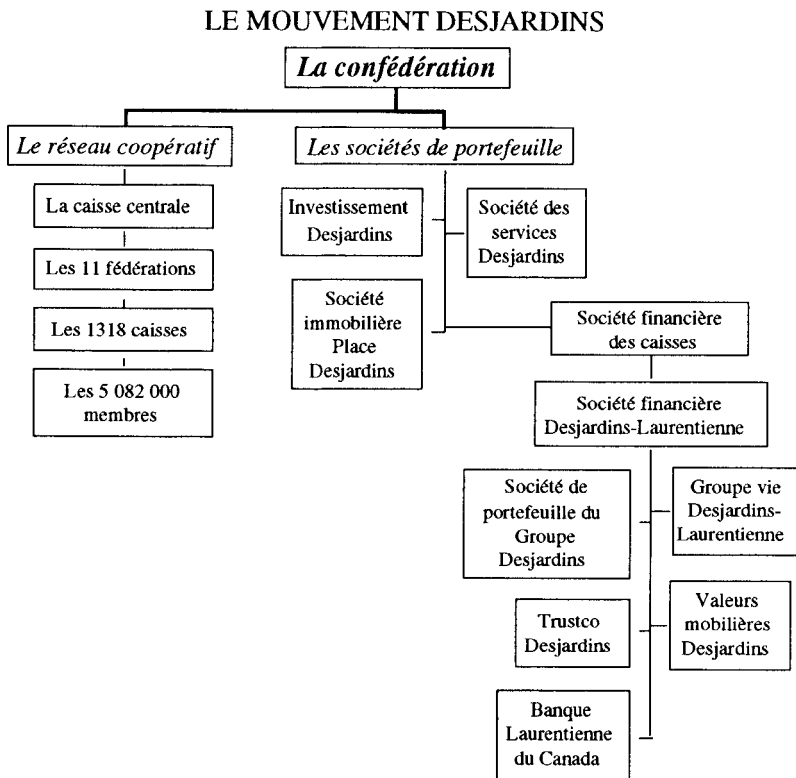 LE MOUVEMENT DESJARDINS
La confédération
Le réseau coopératif
Les sociétés de portefeuille
La caisse centrale
Les 11 fédérations
Les 1318 caisses
Les 5 082 000
membres
Investissement
Desjardins
Société des
services
Desjardins
Société
immobilière
Place
Desjardins
Société financière
des caisses
Société financière
Desjardins-Laurentienne
Société de
portefeuille du
Groupe
Desjardins
Groupe vie
Desjardins-
Laurentienne
Trustco
Desjardins
Valeurs
mobilières
Desjardins
Banque
Laurentienne
du Canada